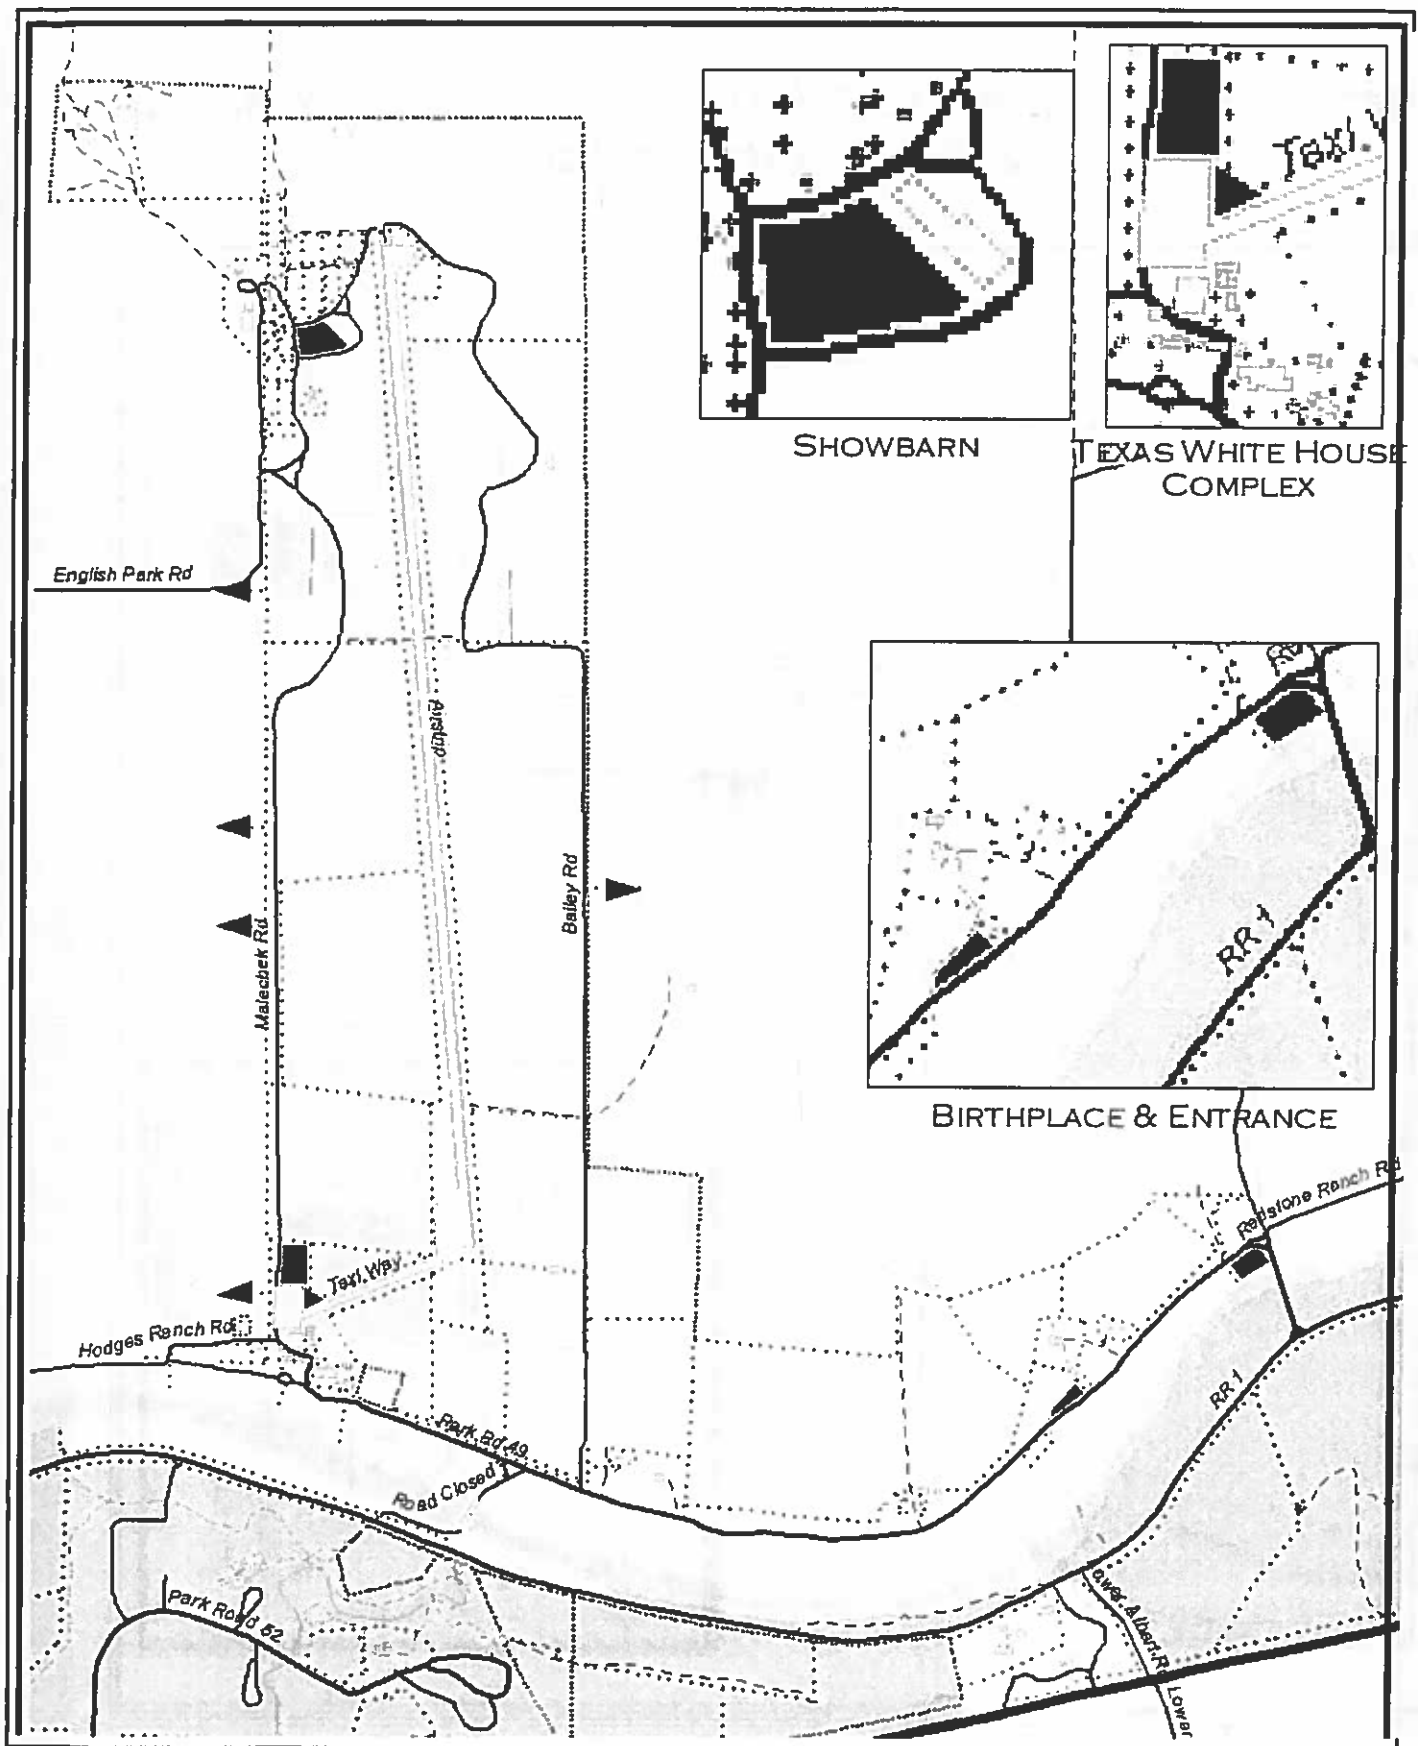 SHOWBARN
Taxi
TEXAS WHITE HOUSE
COMPLEX
English Park Rd
Airstrip
RR 1
Bailey Rd
Malechek Rd
BIRTHPLACE & ENTRANCE
Redstone Ranch Rd
Taxi Way
Hodges Ranch Rd
RR 1
Park Rd 49
Road Closed
Park Road 52
Lower Albert Rd
Lower